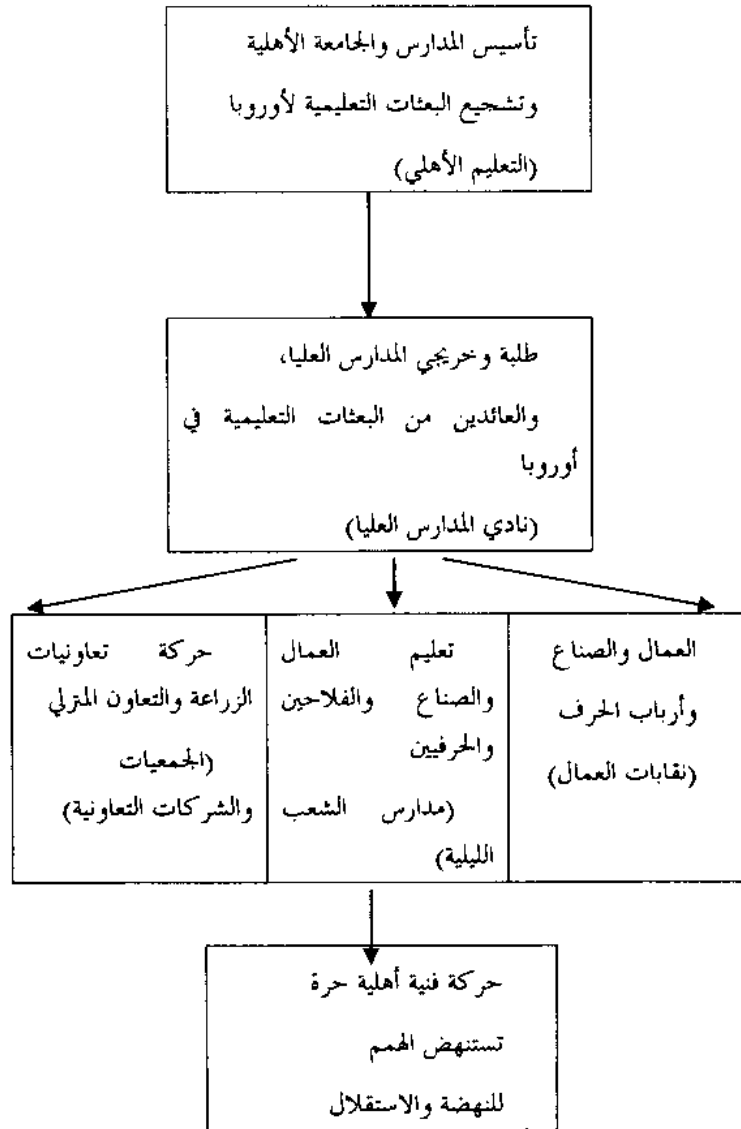 تأسيس المدارس والجامعة الأهلية
وتشجيع البعثات التعليمية لأوروبا
(التعليم الأهلي)
طلبة وخريجي المدارس العليا،
والعائدين من البعثات التعليمية في
أوروبا
(نادي المدارس العليا)
العمال والصناع
وأرباب الحرف
(نقابات العمال)
تعليم العمال
والصناع والفلاحين
والحرفيين
(مدارس الشعب
الليلية)
حركة تعاونيات
الزراعة والتعاون المنزلي
(الجمعيات
والشركات التعاونية)
حركة فنية أهلية حرة
تستنهض الهمم
للنهضة والاستقلال